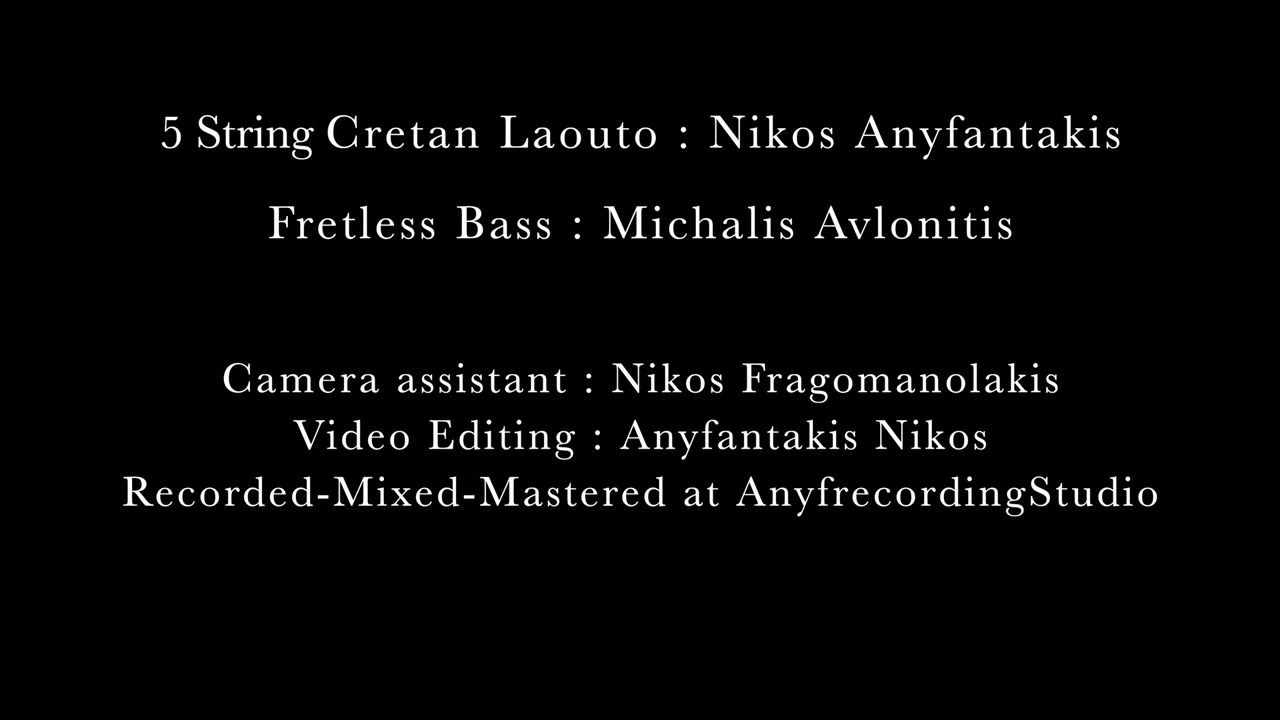 5 String Cretan Laouto : Nikos Anyfantakis
Fretless Bass : Michalis Avlonitis
Camera assistant : Nikos Fragomanolakis
Video Editing : Anyfantakis Nikos
Recorded-Mixed-Mastered at AnyfrecordingStudio